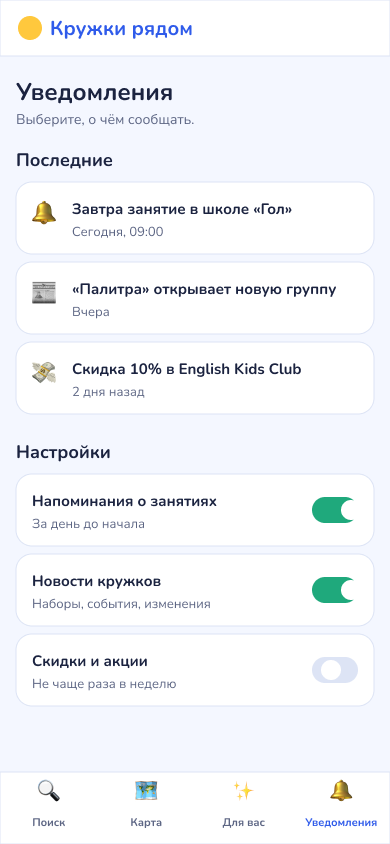 Кружки рядом
Уведомления
Выберите, о чём сообщать.
Последние
Завтра занятие в школе «Гол»
Сегодня, 09:00
«Палитра» открывает новую группу
Вчера
Скидка 10% в English Kids Club
2 дня назад
Настройки
Напоминания о занятиях
За день до начала
Новости кружков
Наборы, события, изменения
Скидки и акции
Не чаще раза в неделю
Поиск
Карта
Для вас
Уведомления